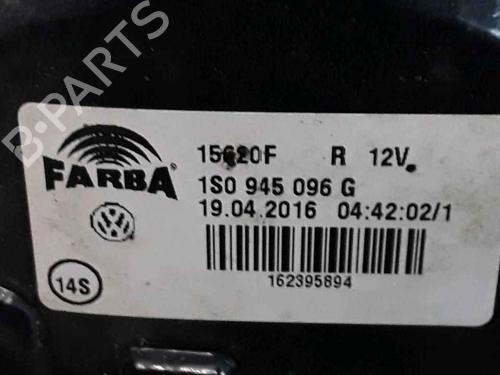 B-PARTS
FARBA
15620F R 12V
1S0 945 096 G
19.04.2016 04:42:02/1
162395894
14S